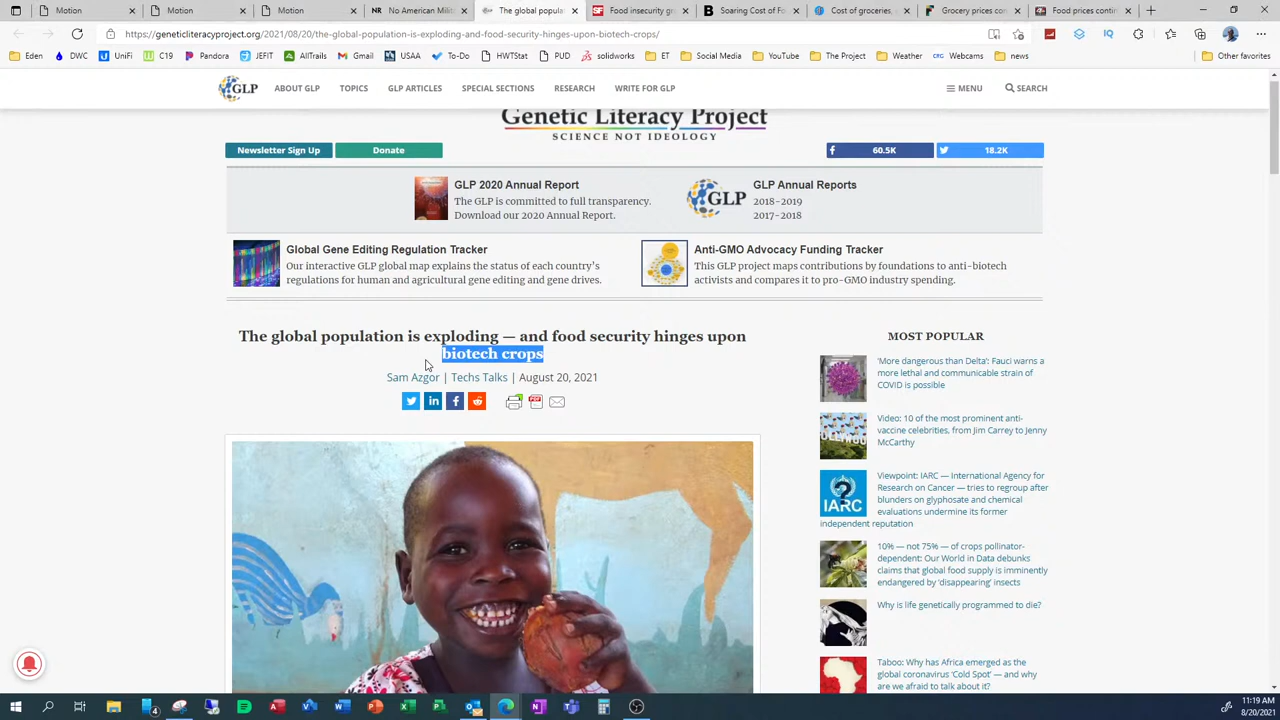 Motion
Motion
Motion
NR Miss American
The global popula
SF Food insecurity gr
B Soaring Cost of Fo
Cost of groceries,
Grocery prices con
Food prices contin
https://geneticliteracyproject.org/2021/08/20/the-global-population-is-exploding-and-food-security-hinges-upon-biotech-crops/
Eden DWC UniFi C19 Pandora JEFIT AllTrails Gmail USAA To-Do HWTStat PUD solidworks ET Social Media YouTube The Project Weather CRG Webcams news Other favorites
GLP ABOUT GLP TOPICS GLP ARTICLES SPECIAL SECTIONS RESEARCH WRITE FOR GLP MENU SEARCH
Genetic Literacy Project
SCIENCE NOT IDEOLOGY
Newsletter Sign Up Donate 60.5K 18.2K
GLP 2020 Annual Report
The GLP is committed to full transparency.
Download our 2020 Annual Report.
GLP
GLP Annual Reports
2018-2019
2017-2018
Global Gene Editing Regulation Tracker
Our interactive GLP global map explains the status of each country's
regulations for human and agricultural gene editing and gene drives.
Anti-GMO Advocacy Funding Tracker
This GLP project maps contributions by foundations to anti-biotech
activists and compares it to pro-GMO industry spending.
The global population is exploding — and food security hinges upon
biotech crops
Sam Azgor | Techs Talks | August 20, 2021
PDF
MOST POPULAR
'More dangerous than Delta': Fauci warns a
more lethal and communicable strain of
COVID is possible
Video: 10 of the most prominent anti-
vaccine celebrities, from Jim Carrey to Jenny
McCarthy
IARC
Viewpoint: IARC — International Agency for
Research on Cancer — tries to regroup after
blunders on glyphosate and chemical
evaluations undermine its former
independent reputation
10% — not 75% — of crops pollinator-
dependent: Our World in Data debunks
claims that global food supply is imminently
endangered by 'disappearing' insects
Why is life genetically programmed to die?
Taboo: Why has Africa emerged as the
global coronavirus 'Cold Spot' — and why
are we afraid to talk about it?
11:19 AM
8/20/2021